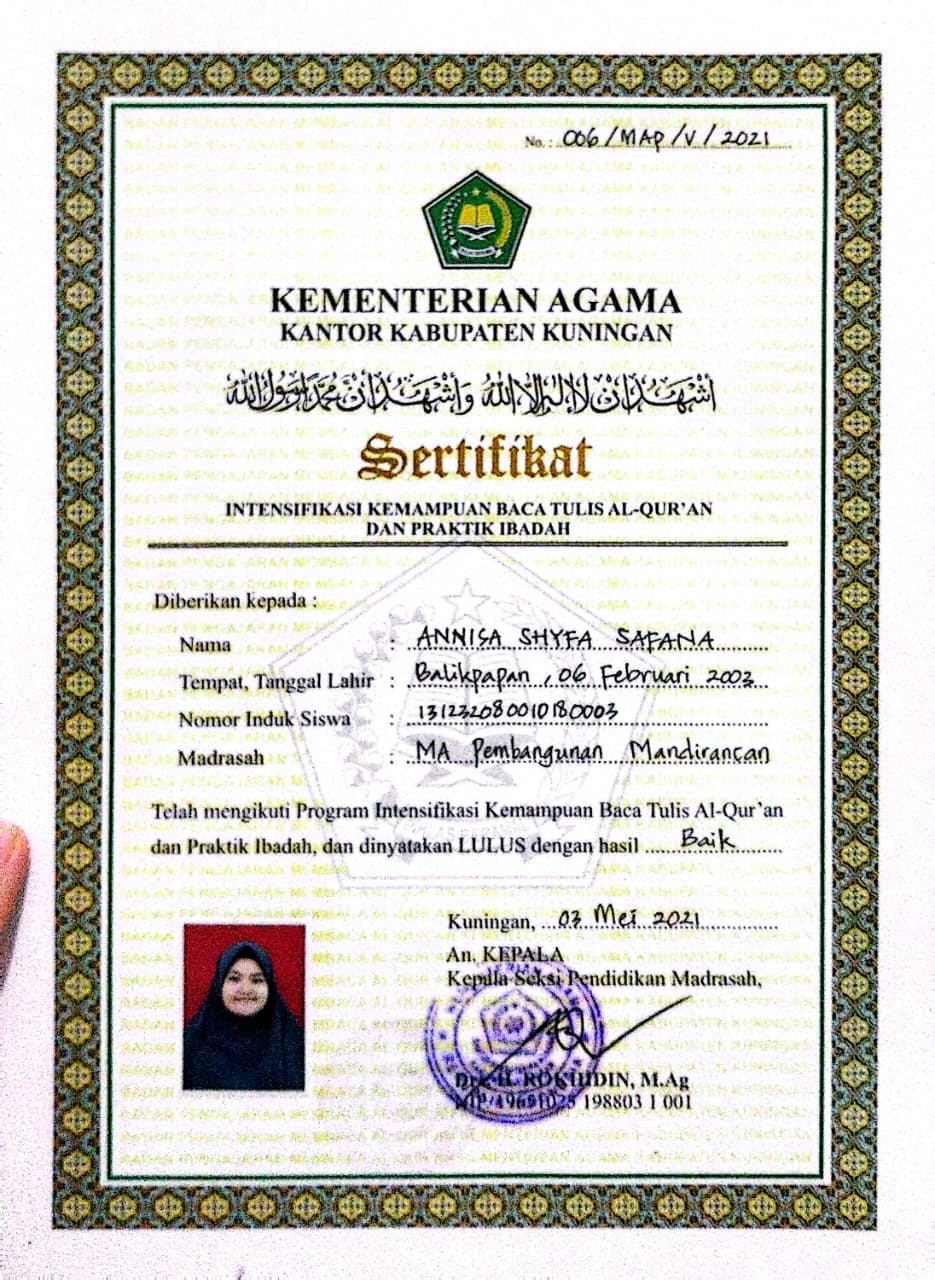 No. : 006/MAP/V/2021
KEMENTERIAN AGAMA
KANTOR KABUPATEN KUNINGAN
أشهد أن لا إله إلا الله وأشهد أن محمد رسول الله
Sertifikat
INTENSIFIKASI KEMAMPUAN BACA TULIS AL-QUR'AN
DAN PRAKTIK IBADAH
Diberikan kepada :
Nama : ANNISA SHYFA SAFANA
Tempat, Tanggal Lahir : Balikpapan, 06 Februari 2003
Nomor Induk Siswa : 131232080010180003
Madrasah : MA Pembangunan Mandirancan
Telah mengikuti Program Intensifikasi Kemampuan Baca Tulis Al-Qur'an
dan Praktik Ibadah, dan dinyatakan LULUS dengan hasil Baik
Kuningan, 03 Mei 2021
An. KEPALA
Kepala Seksi Pendidikan Madrasah,
H. ROKHIDIN, M.Ag
NIP. 19651025 198803 1 001